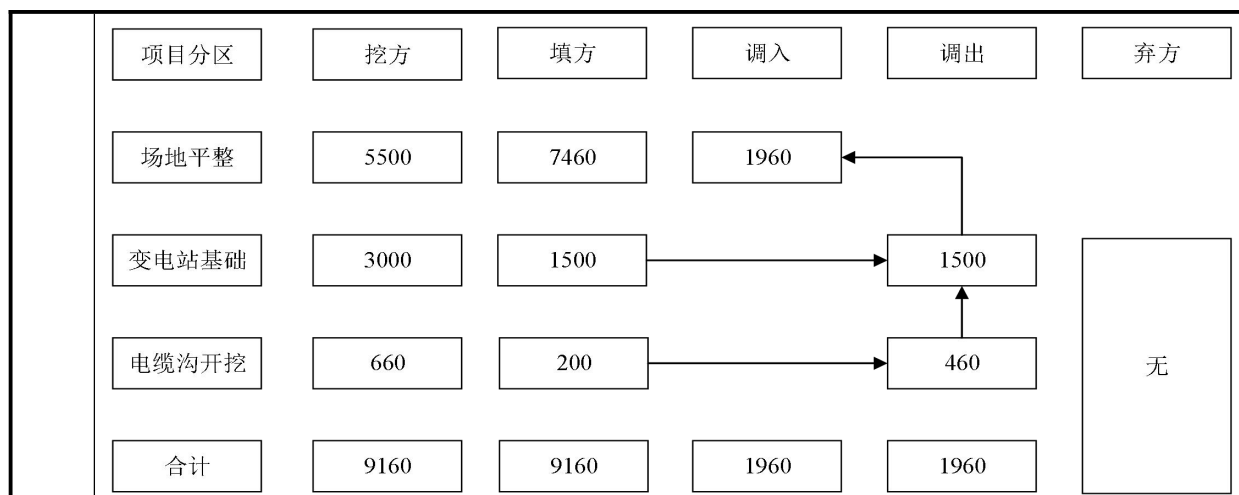 项目分区 挖方 填方 调入 调出 弃方
场地平整 5500 7460 1960
变电站基础 3000 1500 1500
电缆沟开挖 660 200 460 无
合计 9160 9160 1960 1960